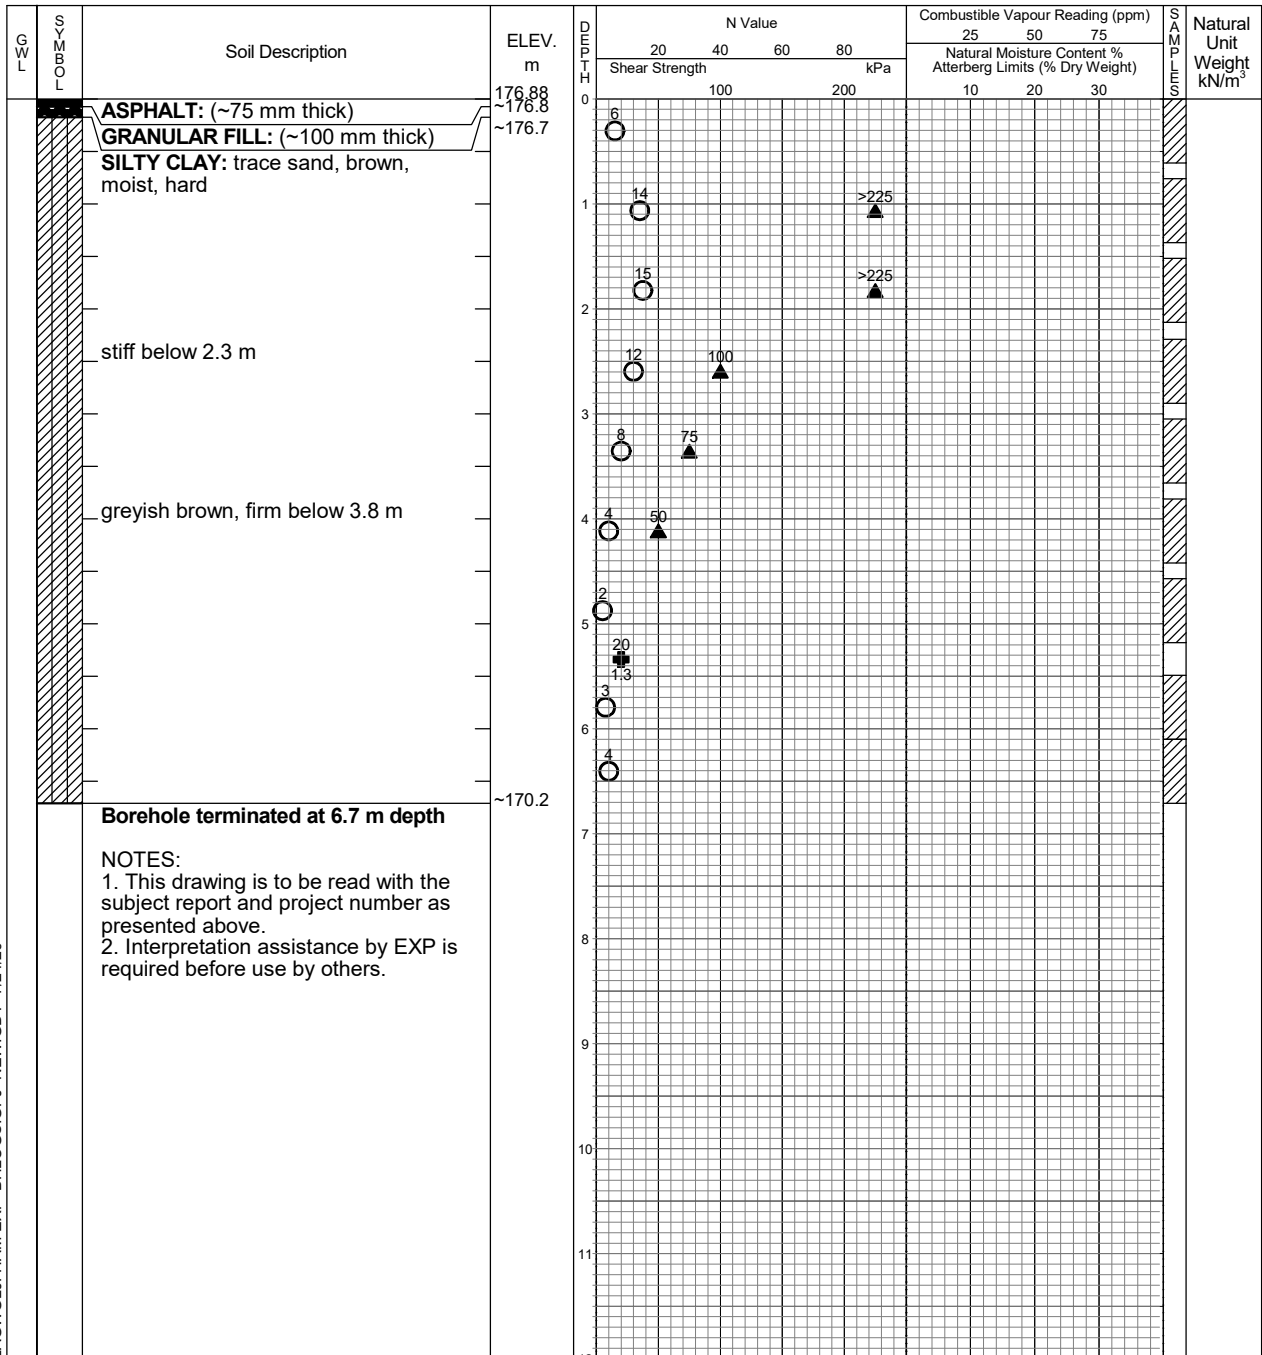 GWL
SYMBOL
Soil Description
ELEV.
m
DEPTH
N Value
20 40 60 80
Shear Strength kPa
100 200
Combustible Vapour Reading (ppm)
25 50 75
Natural Moisture Content %
Atterberg Limits (% Dry Weight)
10 20 30
SAMPLES
Natural
Unit
Weight
kN/m³
176.88
~176.8
~176.7
0
ASPHALT: (~75 mm thick)
GRANULAR FILL: (~100 mm thick)
SILTY CLAY: trace sand, brown,
moist, hard
6
14 >225
1
15 >225
2
stiff below 2.3 m
12 100
3
8 75
greyish brown, firm below 3.8 m
4 50
4
2
5
20
1.3
3
6
4
~170.2
Borehole terminated at 6.7 m depth
7
NOTES:
1. This drawing is to be read with the
subject report and project number as
presented above.
2. Interpretation assistance by EXP is
required before use by others.
8
9
10
11